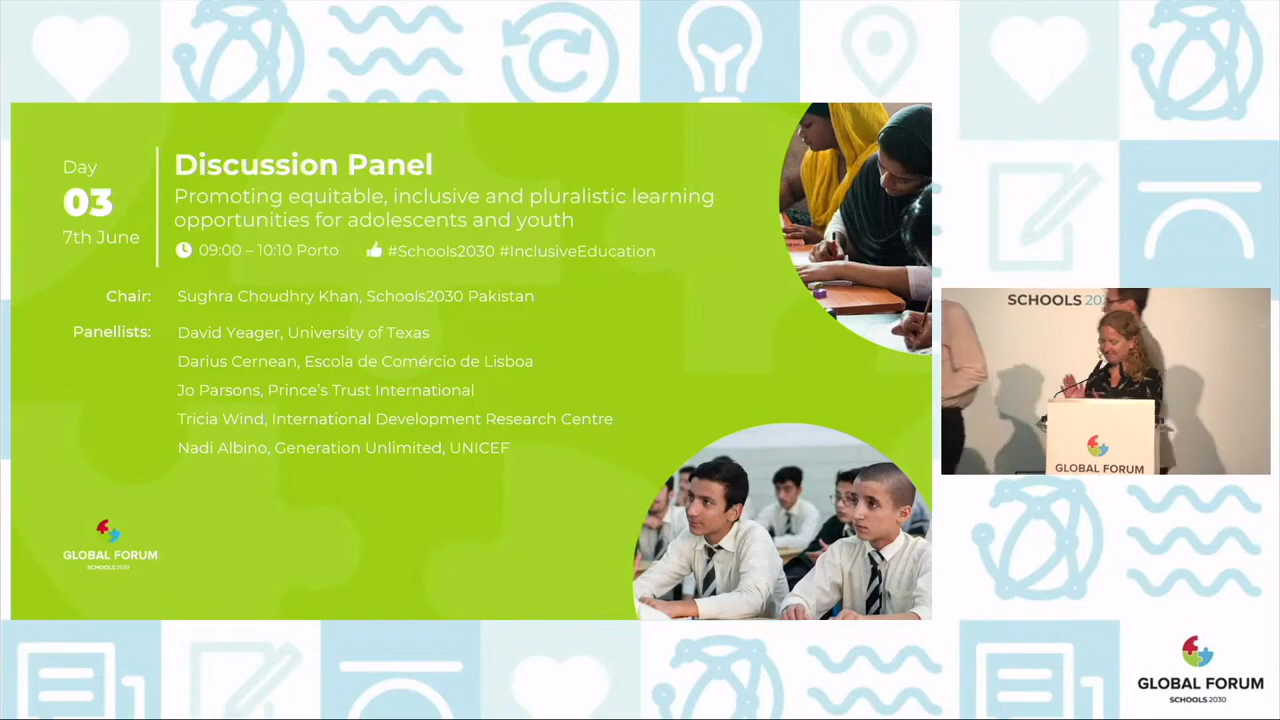 Day
03
7th June
Discussion Panel
Promoting equitable, inclusive and pluralistic learning
opportunities for adolescents and youth
09:00 – 10:10 Porto
#Schools2030 #InclusiveEducation
Chair: Sughra Choudhry Khan, Schools2030 Pakistan
Panellists: David Yeager, University of Texas
Darius Cernean, Escola de Comércio de Lisboa
Jo Parsons, Prince's Trust International
Tricia Wind, International Development Research Centre
Nadi Albino, Generation Unlimited, UNICEF
GLOBAL FORUM
SCHOOLS2030
SCHOOLS 20
GLOBAL FORUM
GLOBAL FORUM
SCHOOLS2030